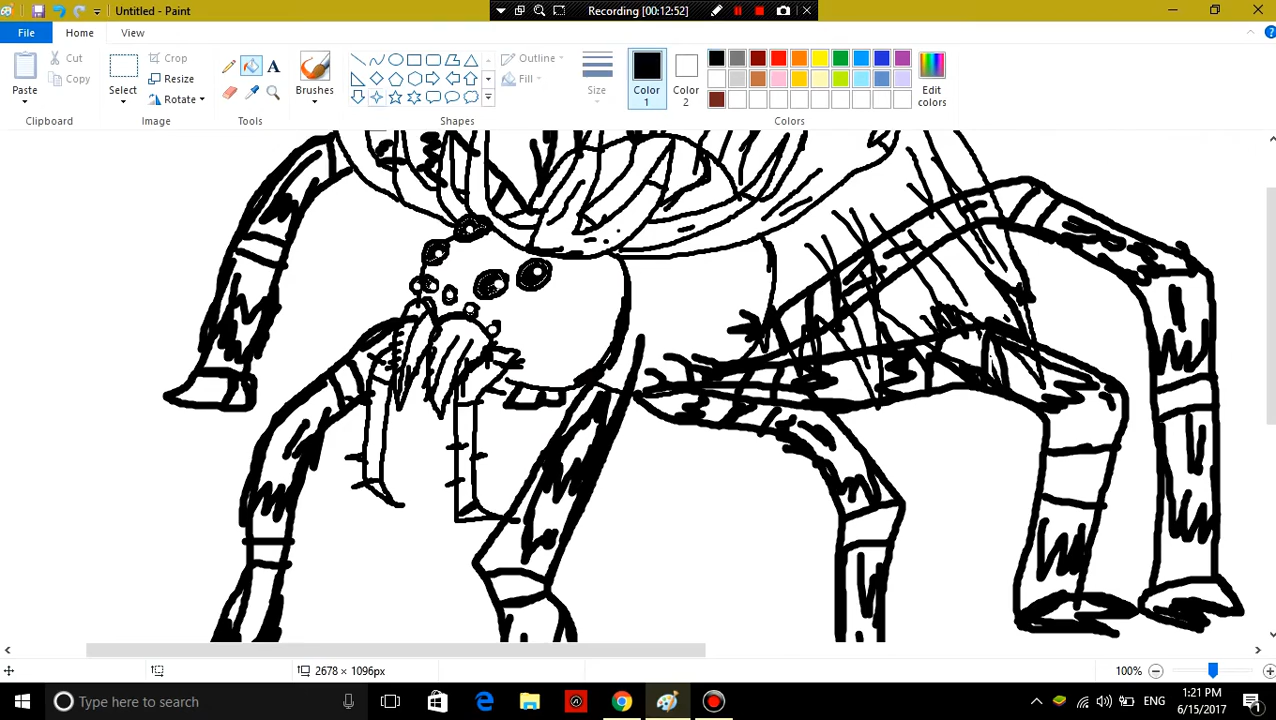 Untitled - Paint
Recording [00:12:52]
File
Home
View
Paste
Cut
Copy
Clipboard
Select
Crop
Resize
Rotate
Image
A
Tools
Brushes
Outline
Fill
Shapes
Size
Color 1
Color 2
Colors
Edit colors
2678 × 1096px
100%
Type here to search
ENG
1:21 PM
6/15/2017
1